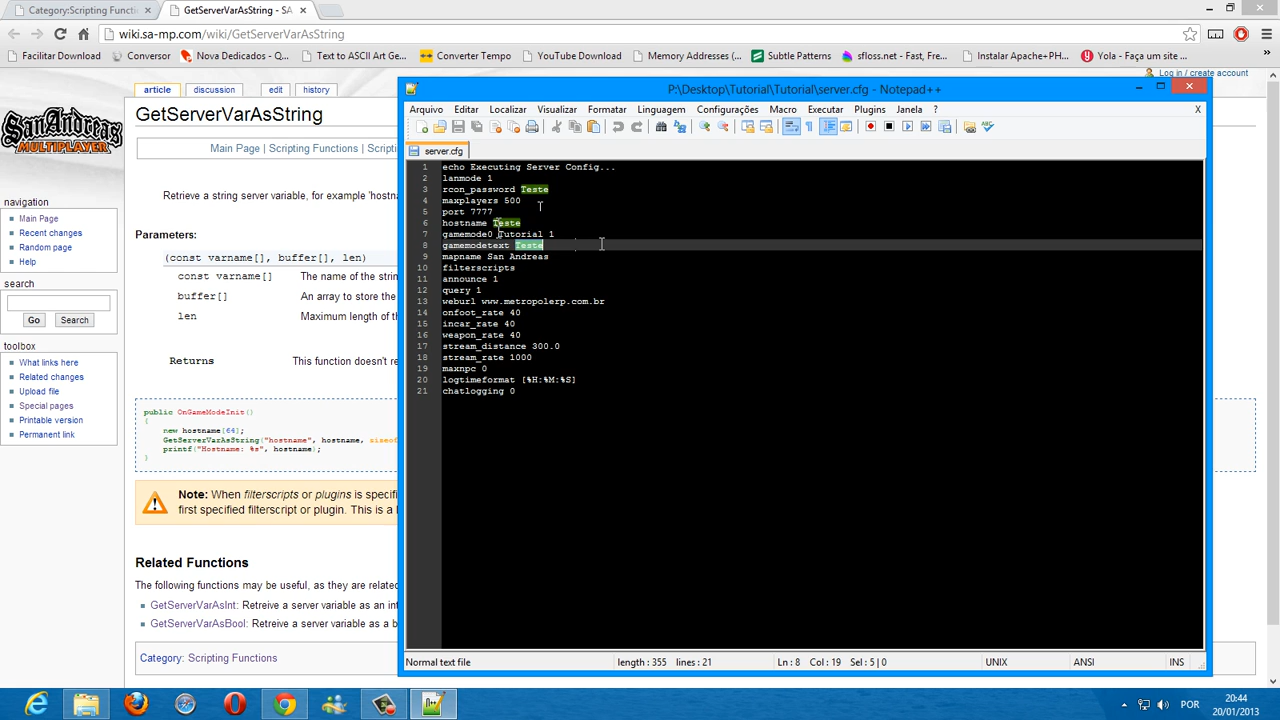 Category:Scripting Functi
GetServerVarAsString - SA
wiki.sa-mp.com/wiki/GetServerVarAsString
Facilitar Download
Conversor
Nova Dedicados - Q...
Text to ASCII Art Ge...
Converter Tempo
YouTube Download
Memory Addresses (...
Subtle Patterns
sfloss.net - Fast, Fre...
Instalar Apache+PH...
Yola - Faça um site ...
»
Log in / create account
San Andreas
MULTIPLAYER
navigation
Main Page
Recent changes
Random page
Help
search
Go
Search
toolbox
What links here
Related changes
Upload file
Special pages
Printable version
Permanent link
article
discussion
edit
history
GetServerVarAsString
Main Page | Scripting Functions | Scripti
Retrieve a string server variable, for example 'hostna
Parameters:
(const varname[], buffer[], len)
const varname[]
The name of the string
buffer[]
An array to store the
len
Maximum length of th
Returns
This function doesn't re
public OnGameModeInit()
{
new hostname[64];
GetServerVarAsString("hostname", hostname, sizeof
printf("Hostname: %s", hostname);
}
Note: When filterscripts or plugins is specifi
first specified filterscript or plugin. This is a l
Related Functions
The following functions may be useful, as they are relate
GetServerVarAsInt: Retreive a server variable as an int
GetServerVarAsBool: Retreive a server variable as a b
Category: Scripting Functions
P:\Desktop\Tutorial\Tutorial\server.cfg - Notepad++
Arquivo Editar Localizar Visualizar Formatar Linguagem Configurações Macro Executar Plugins Janela ?
X
server.cfg
1 echo Executing Server Config...
2 lanmode 1
3 rcon_password Teste
4 maxplayers 500
5 port 7777
6 hostname Teste
7 gamemode0 Tutorial 1
8 gamemodetext Teste
9 mapname San Andreas
10 filterscripts
11 announce 1
12 query 1
13 weburl www.metropolerp.com.br
14 onfoot_rate 40
15 incar_rate 40
16 weapon_rate 40
17 stream_distance 300.0
18 stream_rate 1000
19 maxnpc 0
20 logtimeformat [%H:%M:%S]
21 chatlogging 0
Normal text file
length : 355 lines : 21
Ln : 8 Col : 19 Sel : 5 | 0
UNIX
ANSI
INS
POR
20:44
20/01/2013